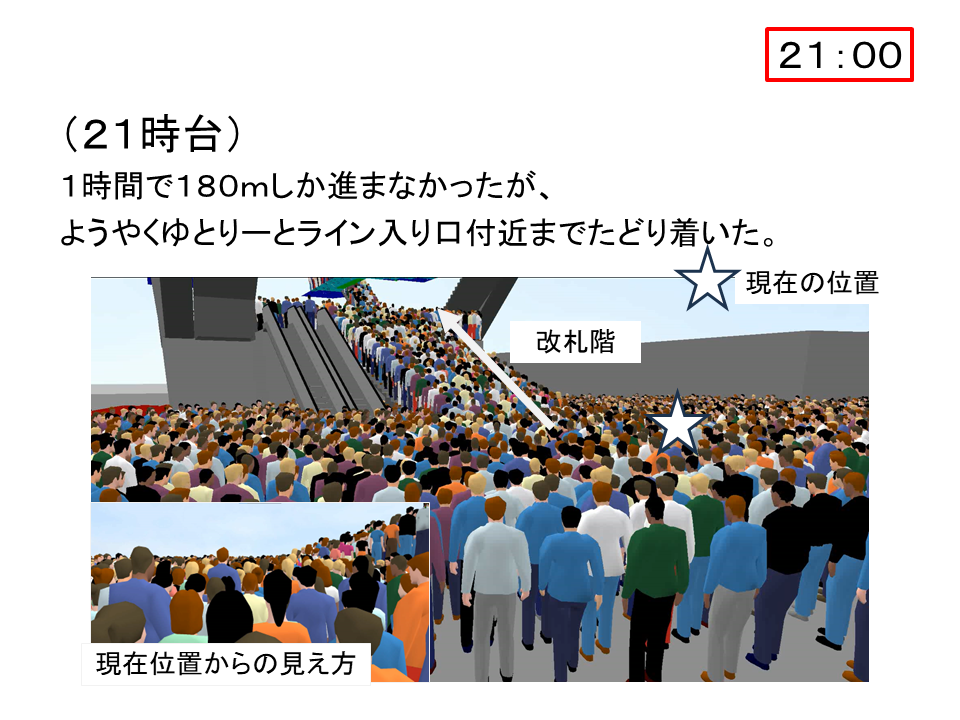 ２１：００
（２１時台）
１時間で１８０ｍしか進まなかったが、
ようやくゆとりーとライン入り口付近までたどり着いた。
現在の位置
改札階
現在位置からの見え方